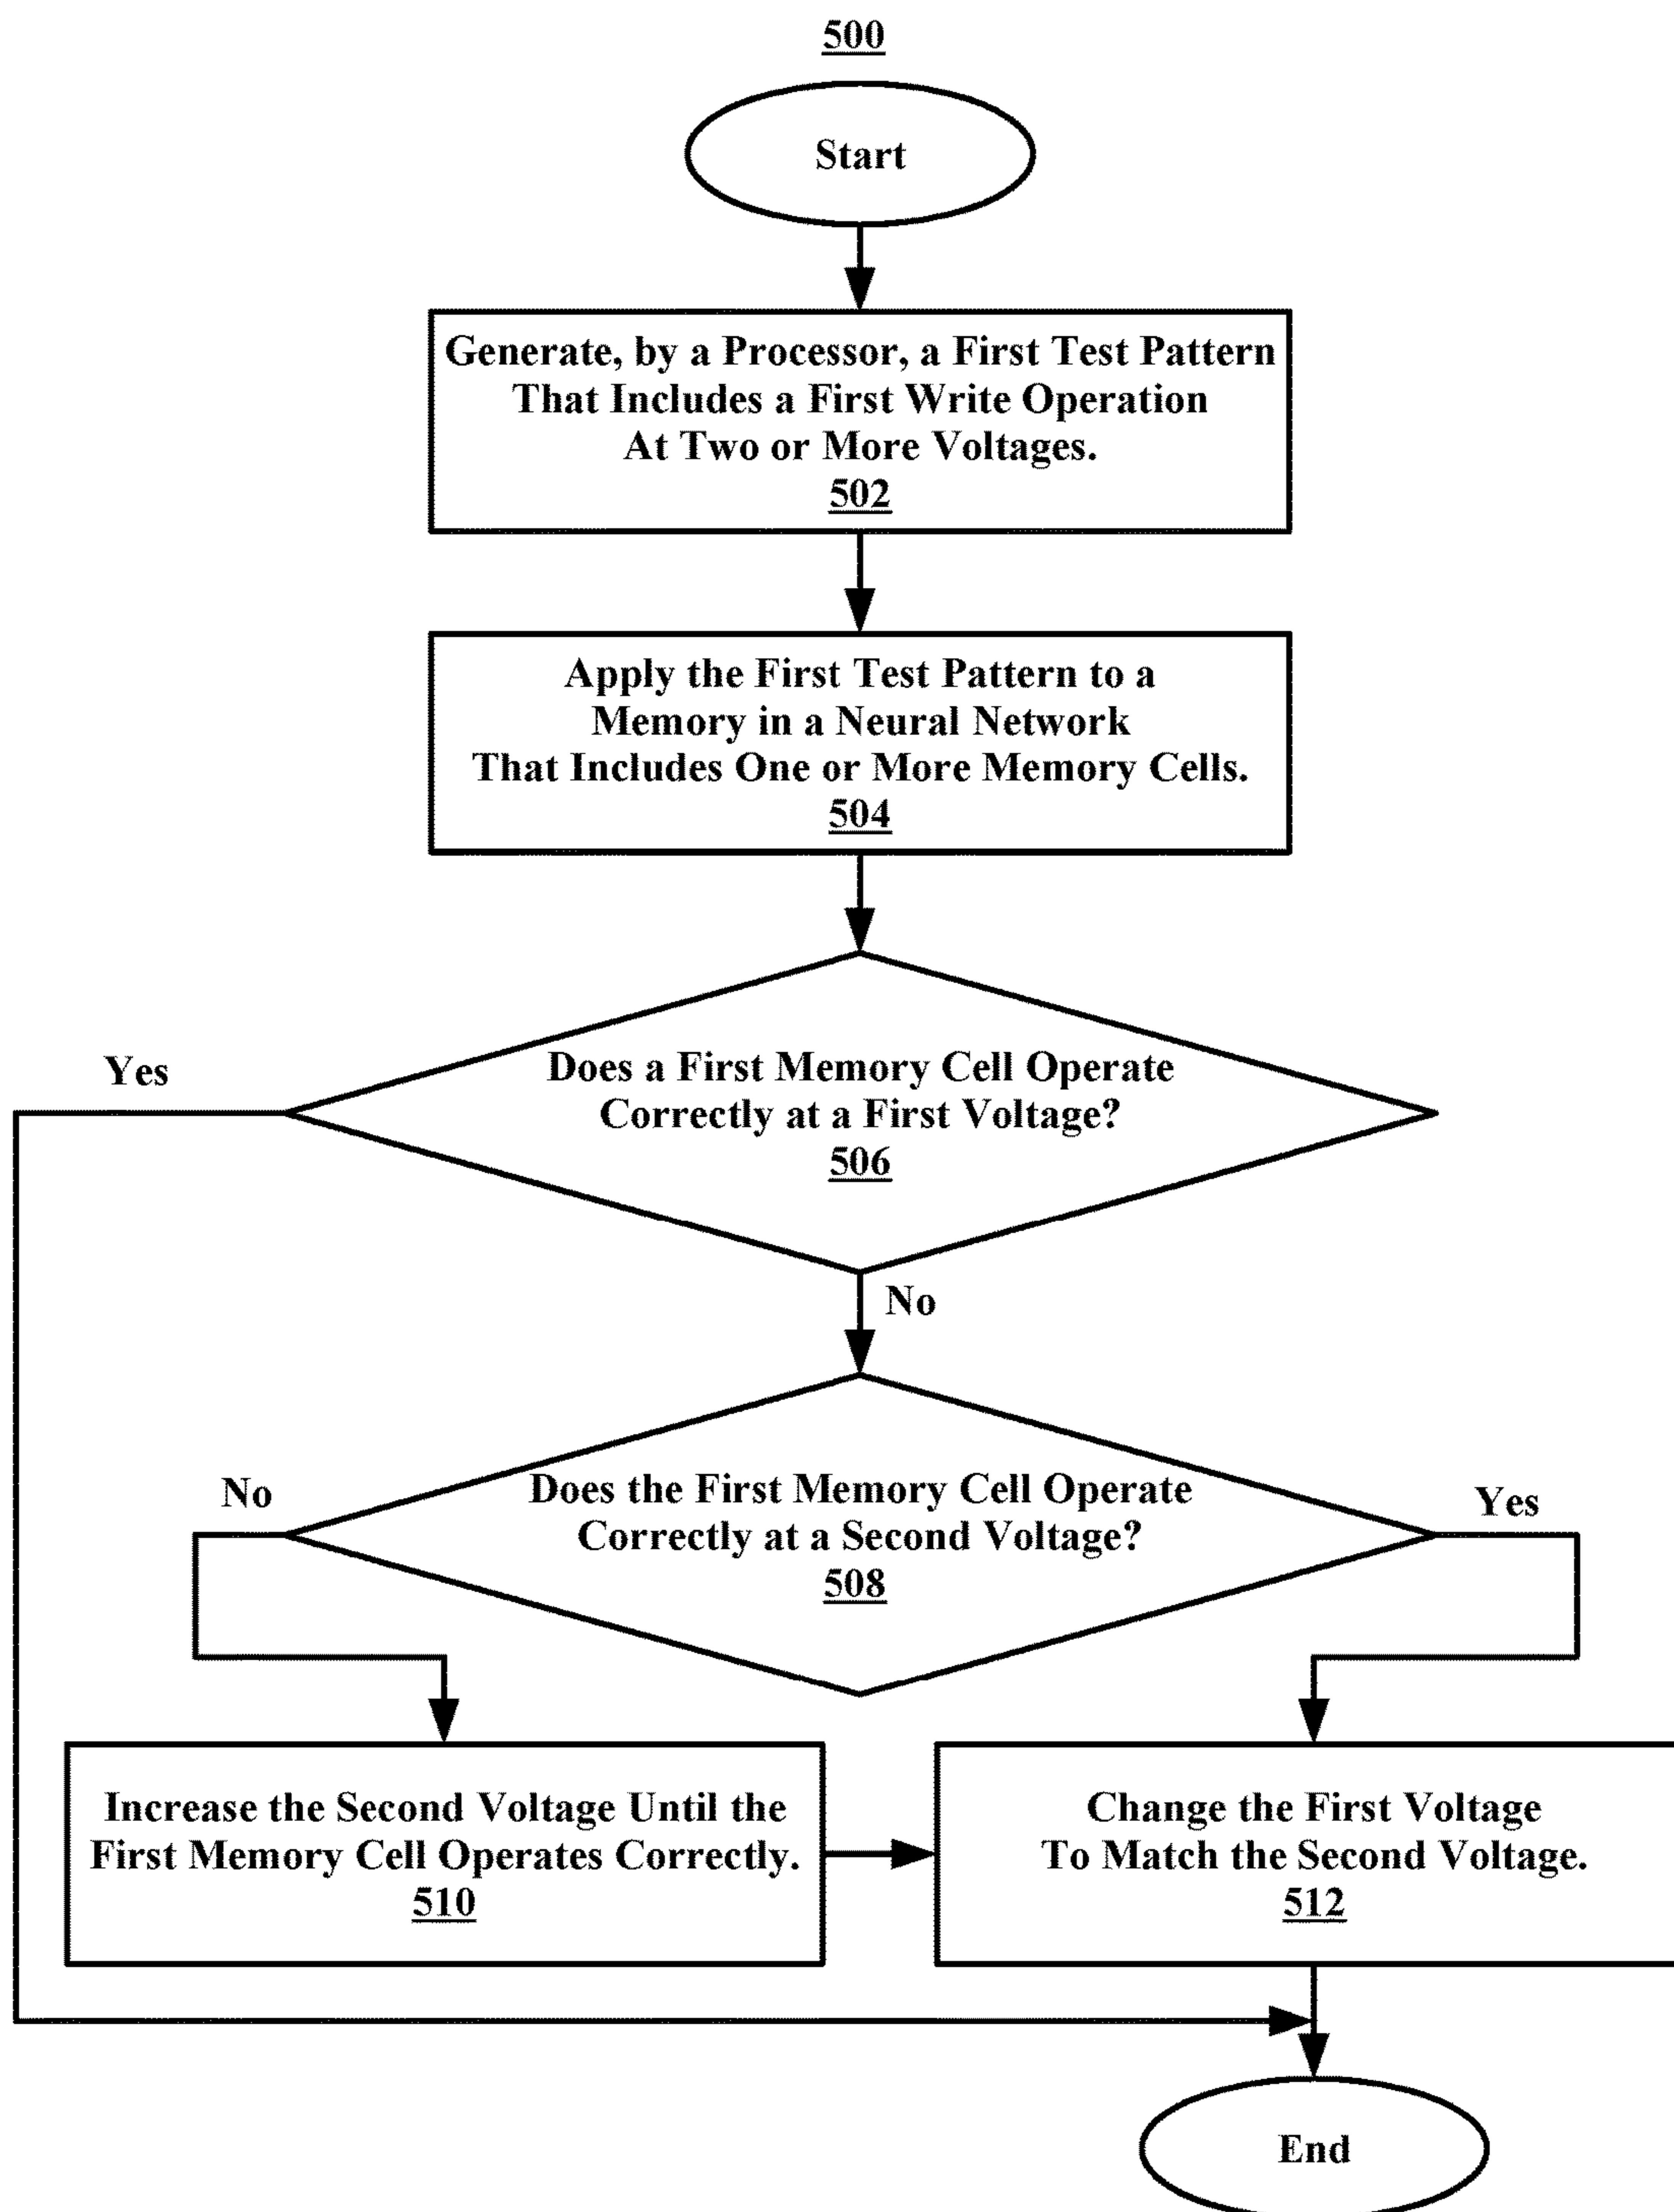 500
Start
Generate, by a Processor, a First Test Pattern
That Includes a First Write Operation
At Two or More Voltages.
502
Apply the First Test Pattern to a
Memory in a Neural Network
That Includes One or More Memory Cells.
504
Does a First Memory Cell Operate
Correctly at a First Voltage?
506
Yes
No
Does the First Memory Cell Operate
Correctly at a Second Voltage?
508
No
Yes
Increase the Second Voltage Until the
First Memory Cell Operates Correctly.
510
Change the First Voltage
To Match the Second Voltage.
512
End